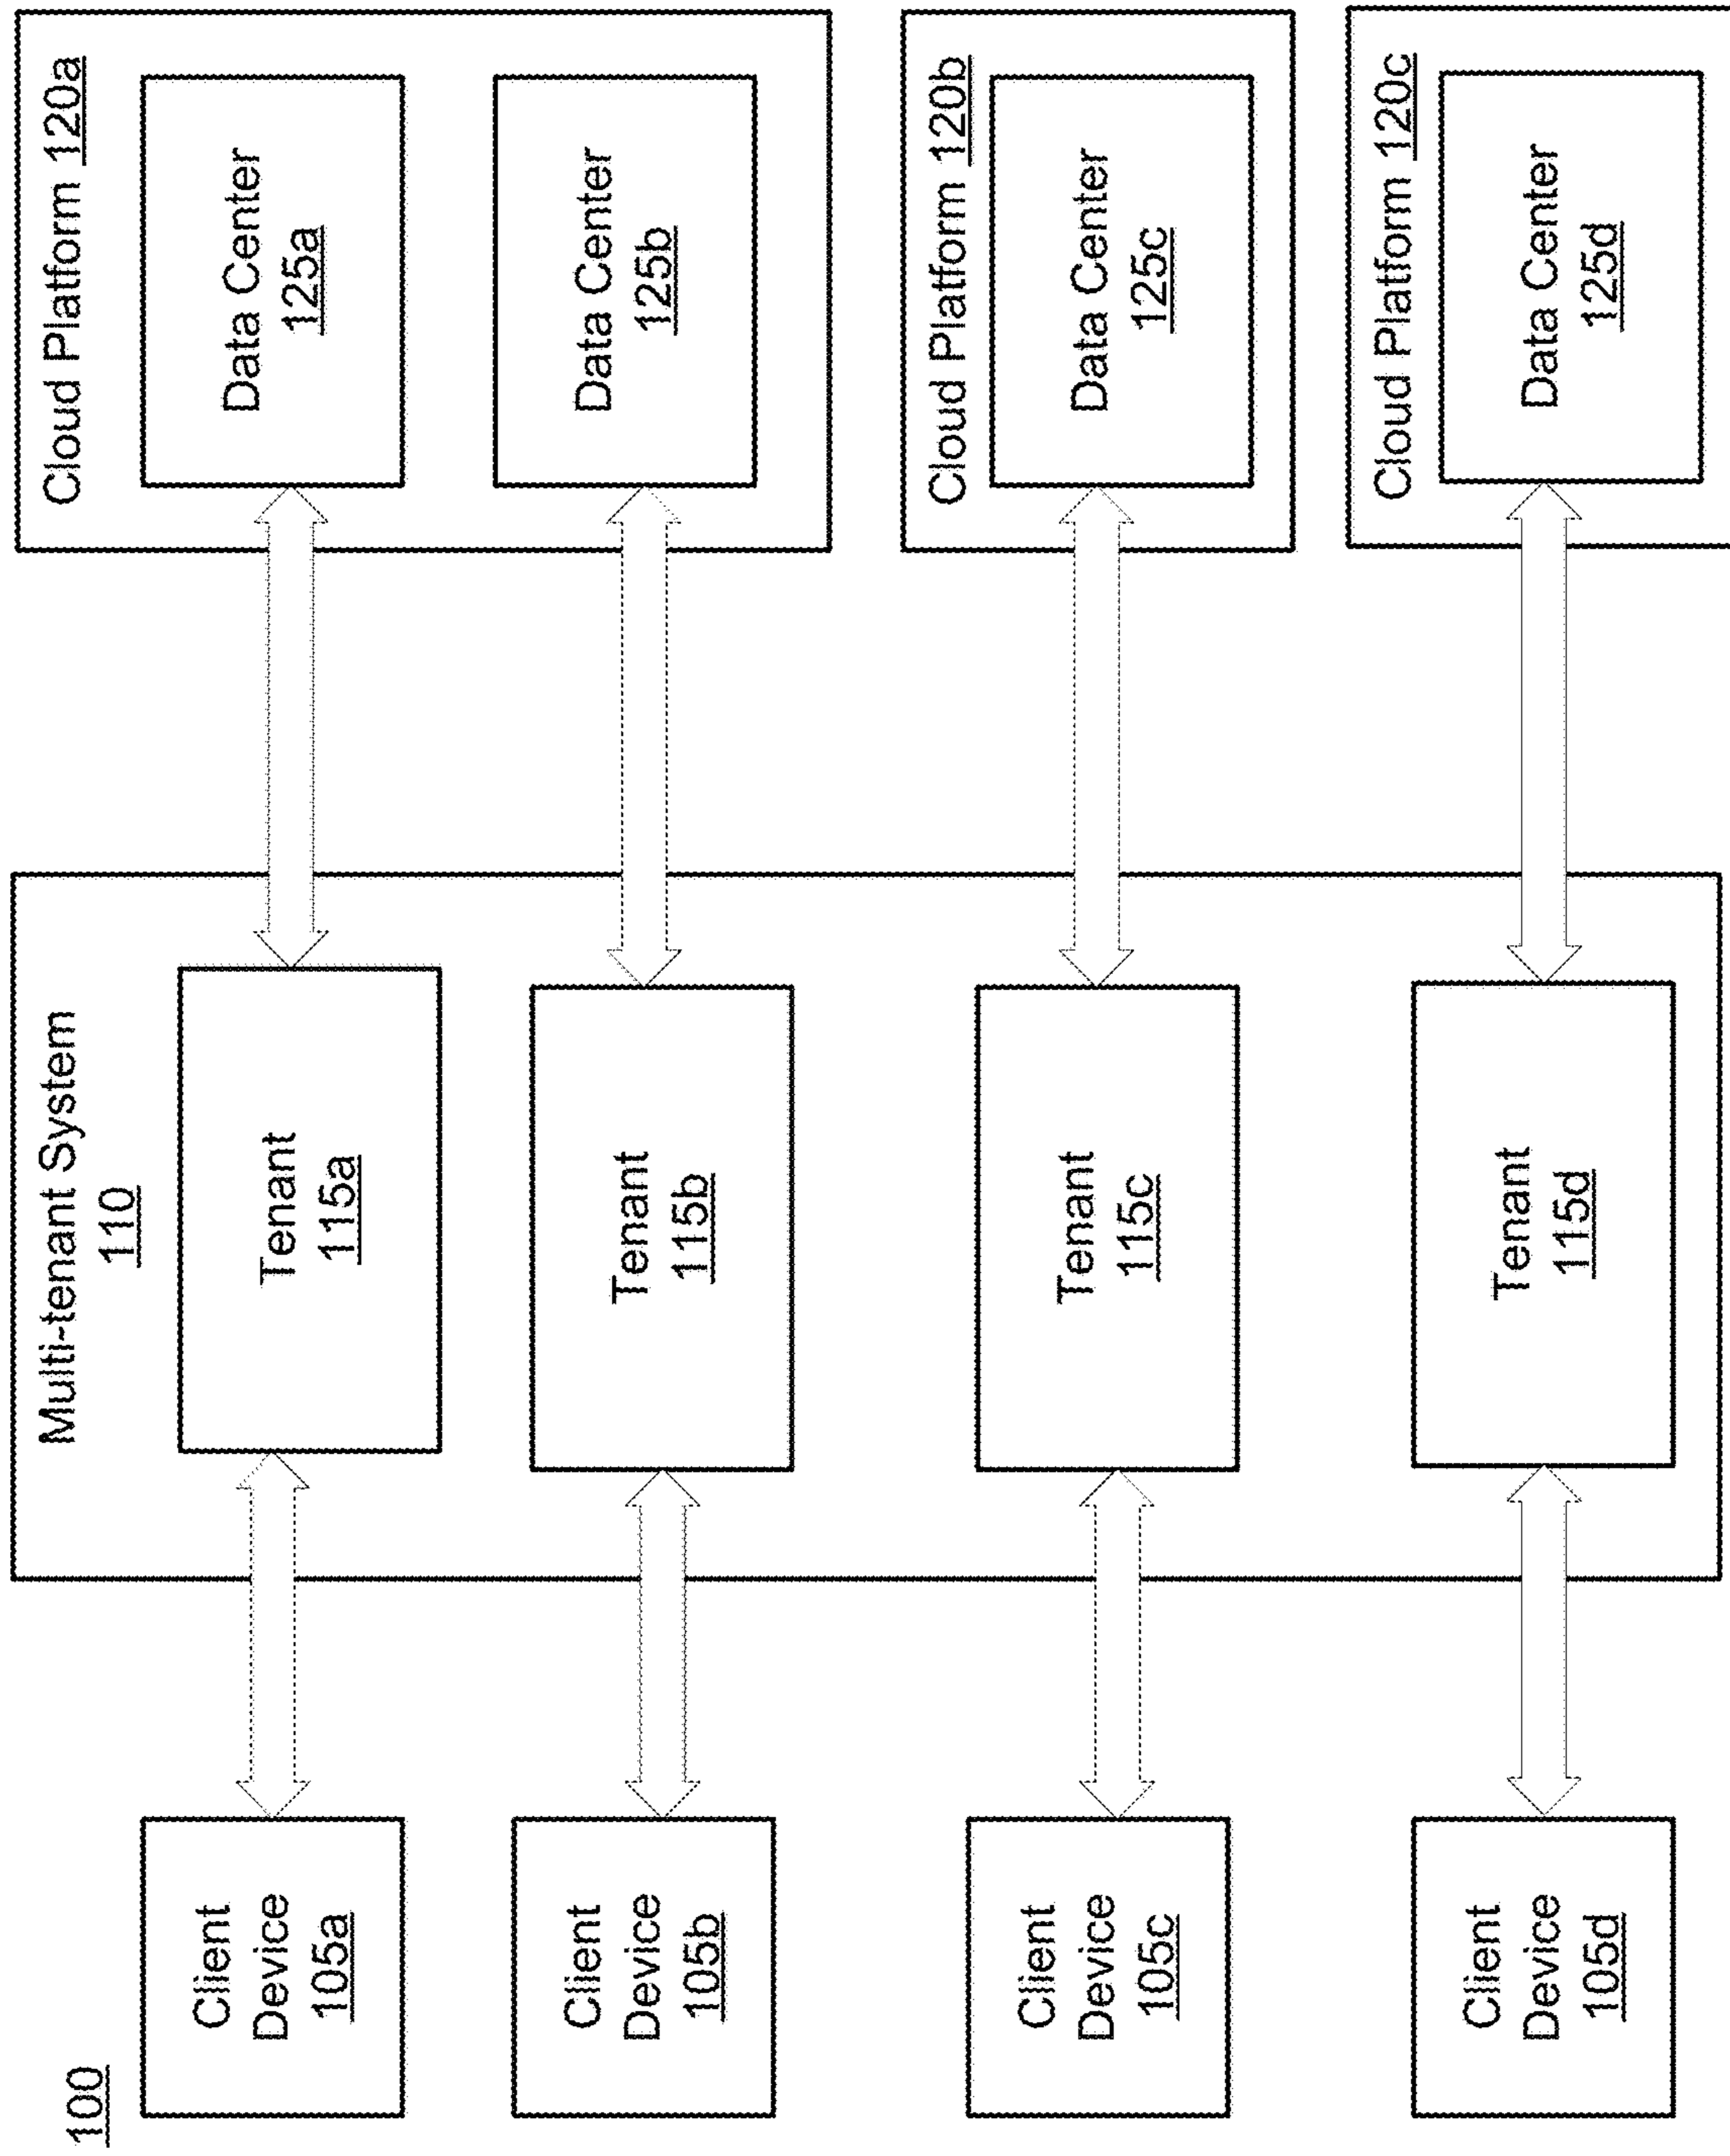 100
Client
Device
105a
Client
Device
105b
Client
Device
105c
Client
Device
105d
Multi-tenant System
110
Tenant
115a
Tenant
115b
Tenant
115c
Tenant
115d
Cloud Platform 120a
Data Center
125a
Data Center
125b
Cloud Platform 120b
Data Center
125c
Cloud Platform 120c
Data Center
125d